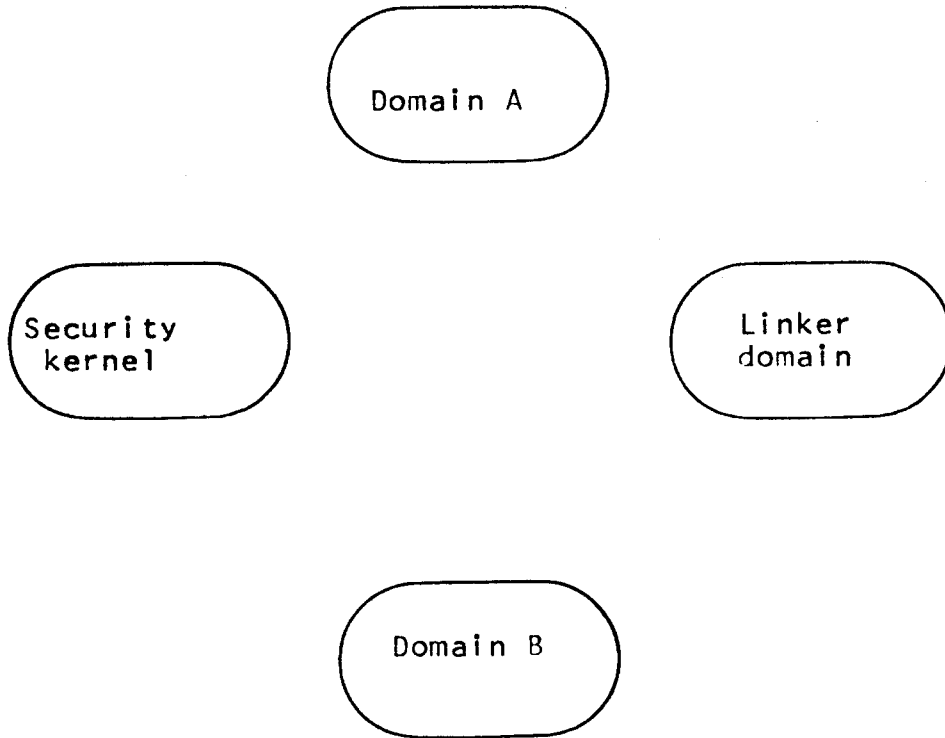 Domain A
Security
kernel
Linker
domain
Domain B